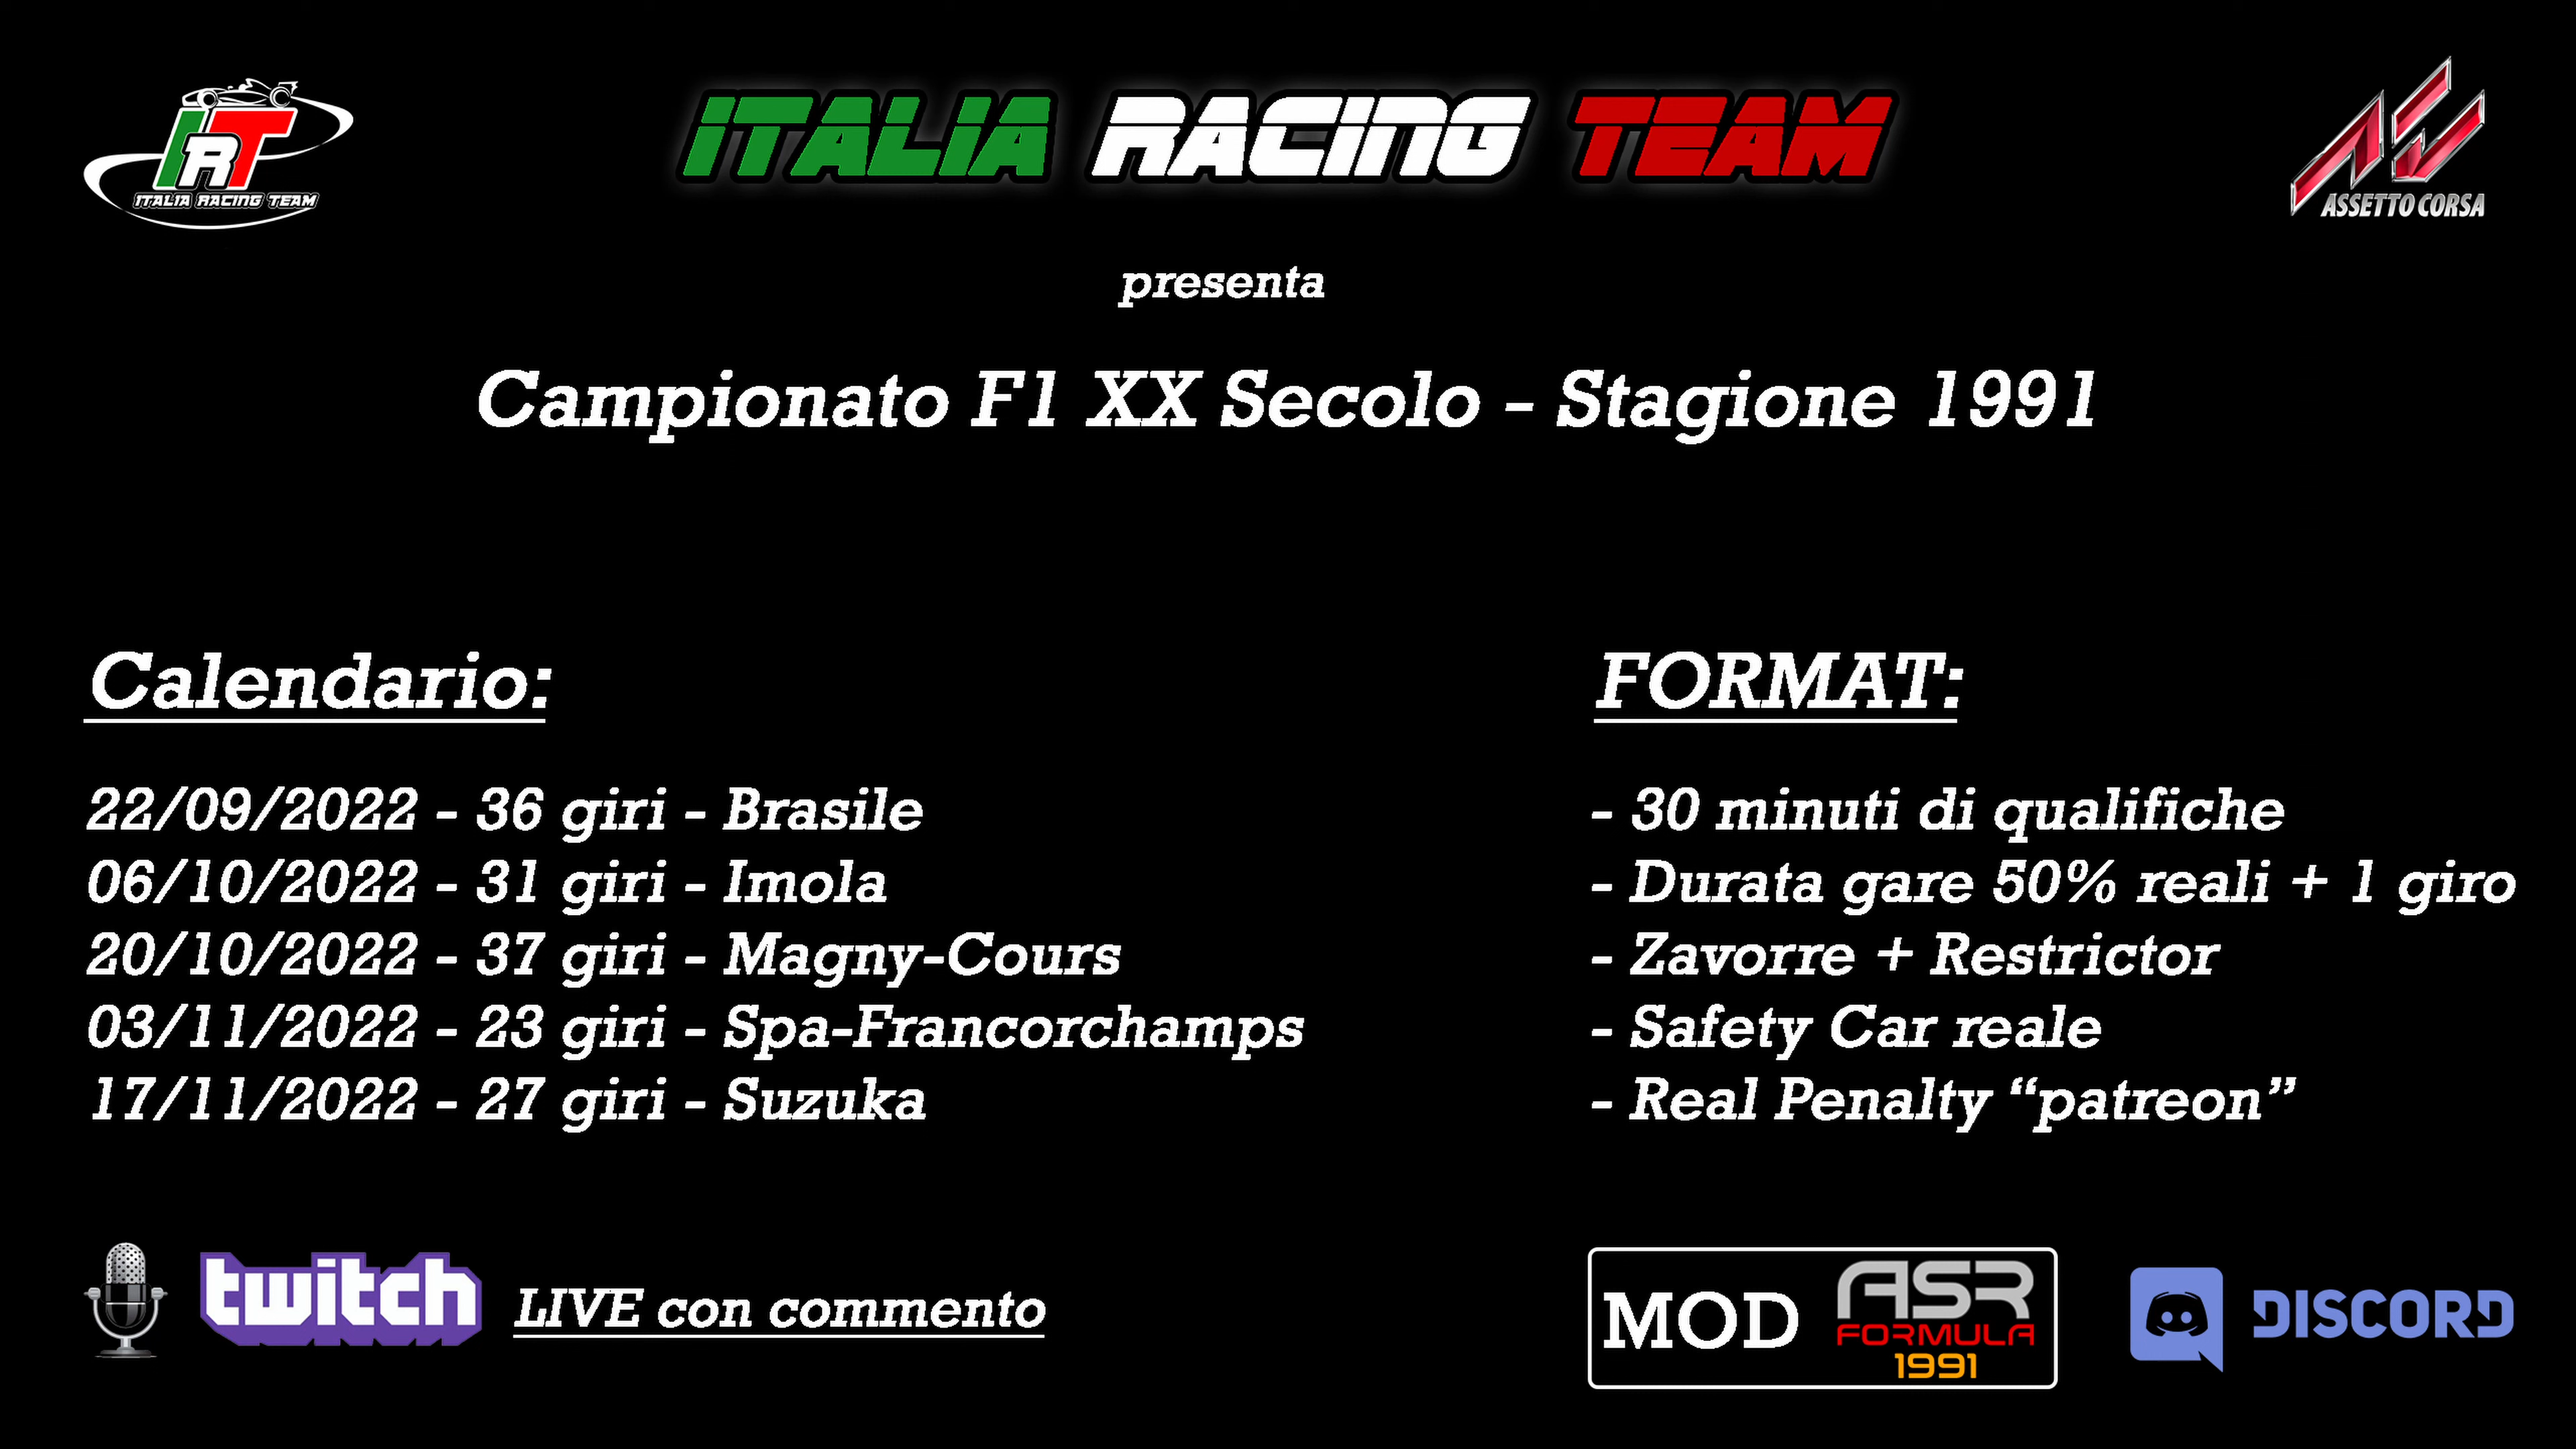 IRT
ITALIA RACING TEAM
ITALIA RACING TEAM
ASSETTO CORSA
presenta
Campionato F1 XX Secolo - Stagione 1991
Calendario:
22/09/2022 - 36 giri - Brasile
06/10/2022 - 31 giri - Imola
20/10/2022 - 37 giri - Magny-Cours
03/11/2022 - 23 giri - Spa-Francorchamps
17/11/2022 - 27 giri - Suzuka
FORMAT:
- 30 minuti di qualifiche
- Durata gare 50% reali + 1 giro
- Zavorre + Restrictor
- Safety Car reale
- Real Penalty “patreon”
twitch
LIVE con commento
MOD
ASR
FORMULA
1991
DISCORD